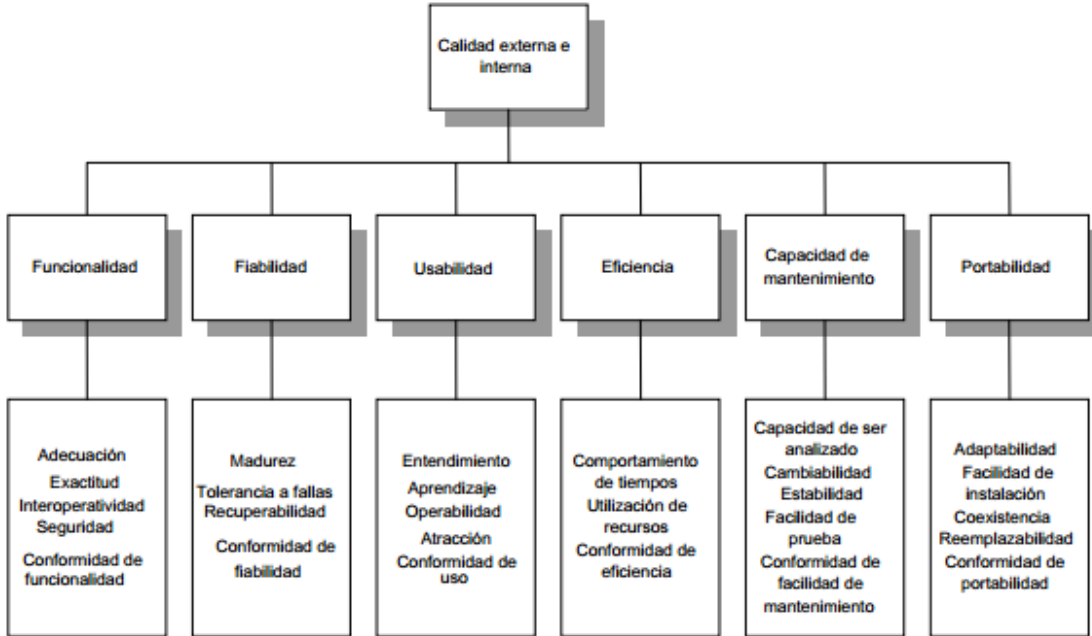 Calidad externa e
interna
Funcionalidad
Fiabilidad
Usabilidad
Eficiencia
Capacidad de
mantenimiento
Portabilidad
Adecuación
Exactitud
Interoperatividad
Seguridad
Conformidad de
funcionalidad
Madurez
Tolerancia a fallas
Recuperabilidad
Conformidad de
fiabilidad
Entendimiento
Aprendizaje
Operabilidad
Atracción
Conformidad de
uso
Comportamiento
de tiempos
Utilización de
recursos
Conformidad de
eficiencia
Capacidad de ser
analizado
Cambiabilidad
Estabilidad
Facilidad de
prueba
Conformidad de
facilidad de
mantenimiento
Adaptabilidad
Facilidad de
instalación
Coexistencia
Reemplazabilidad
Conformidad de
portabilidad